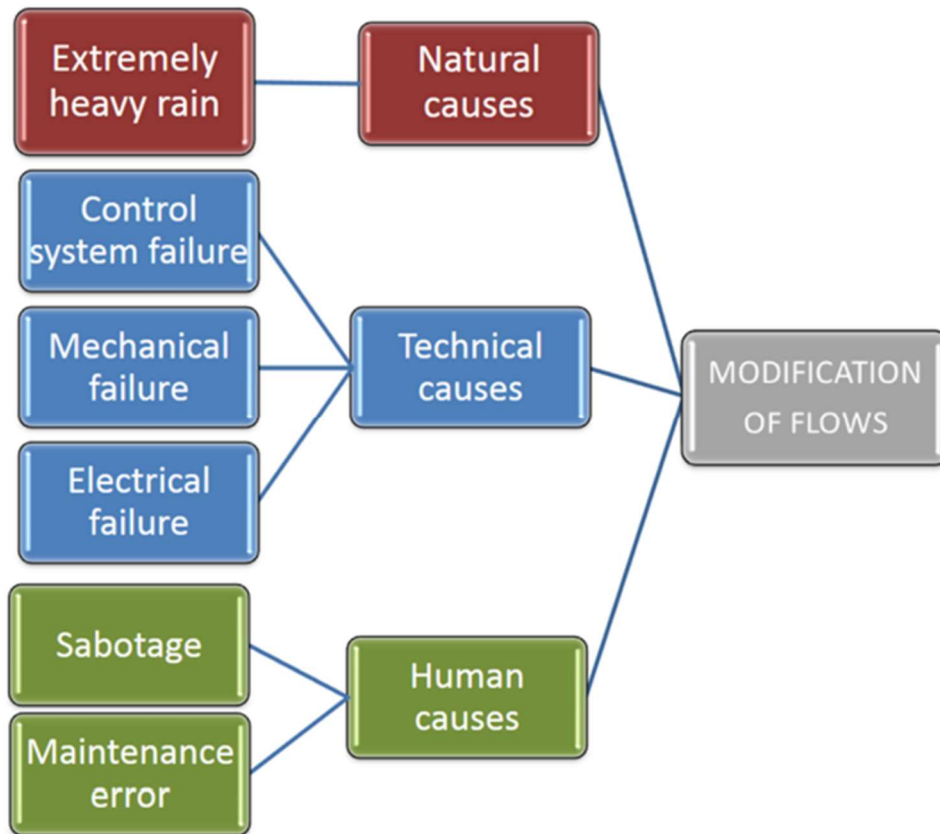 Extremely
heavy rain
Natural
causes
Control
system failure
Mechanical
failure
Electrical
failure
Technical
causes
MODIFICATION
OF FLOWS
Sabotage
Maintenance
error
Human
causes